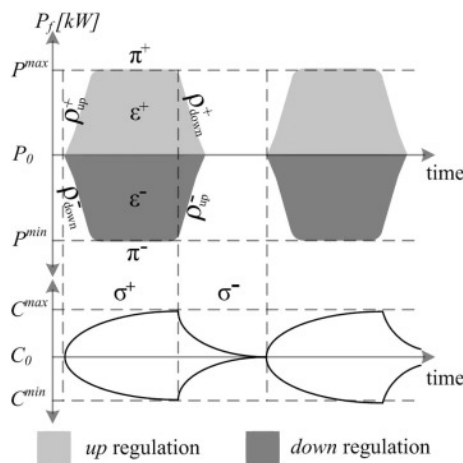 P_f [kW]
π⁺
P^max
ρ⁺_up
ε⁺
ρ⁺_down
P_0
time
ρ⁻_down
ε⁻
ρ⁻_up
P^min
π⁻
σ⁺
σ⁻
C^max
C_0
time
C^min
up regulation
down regulation